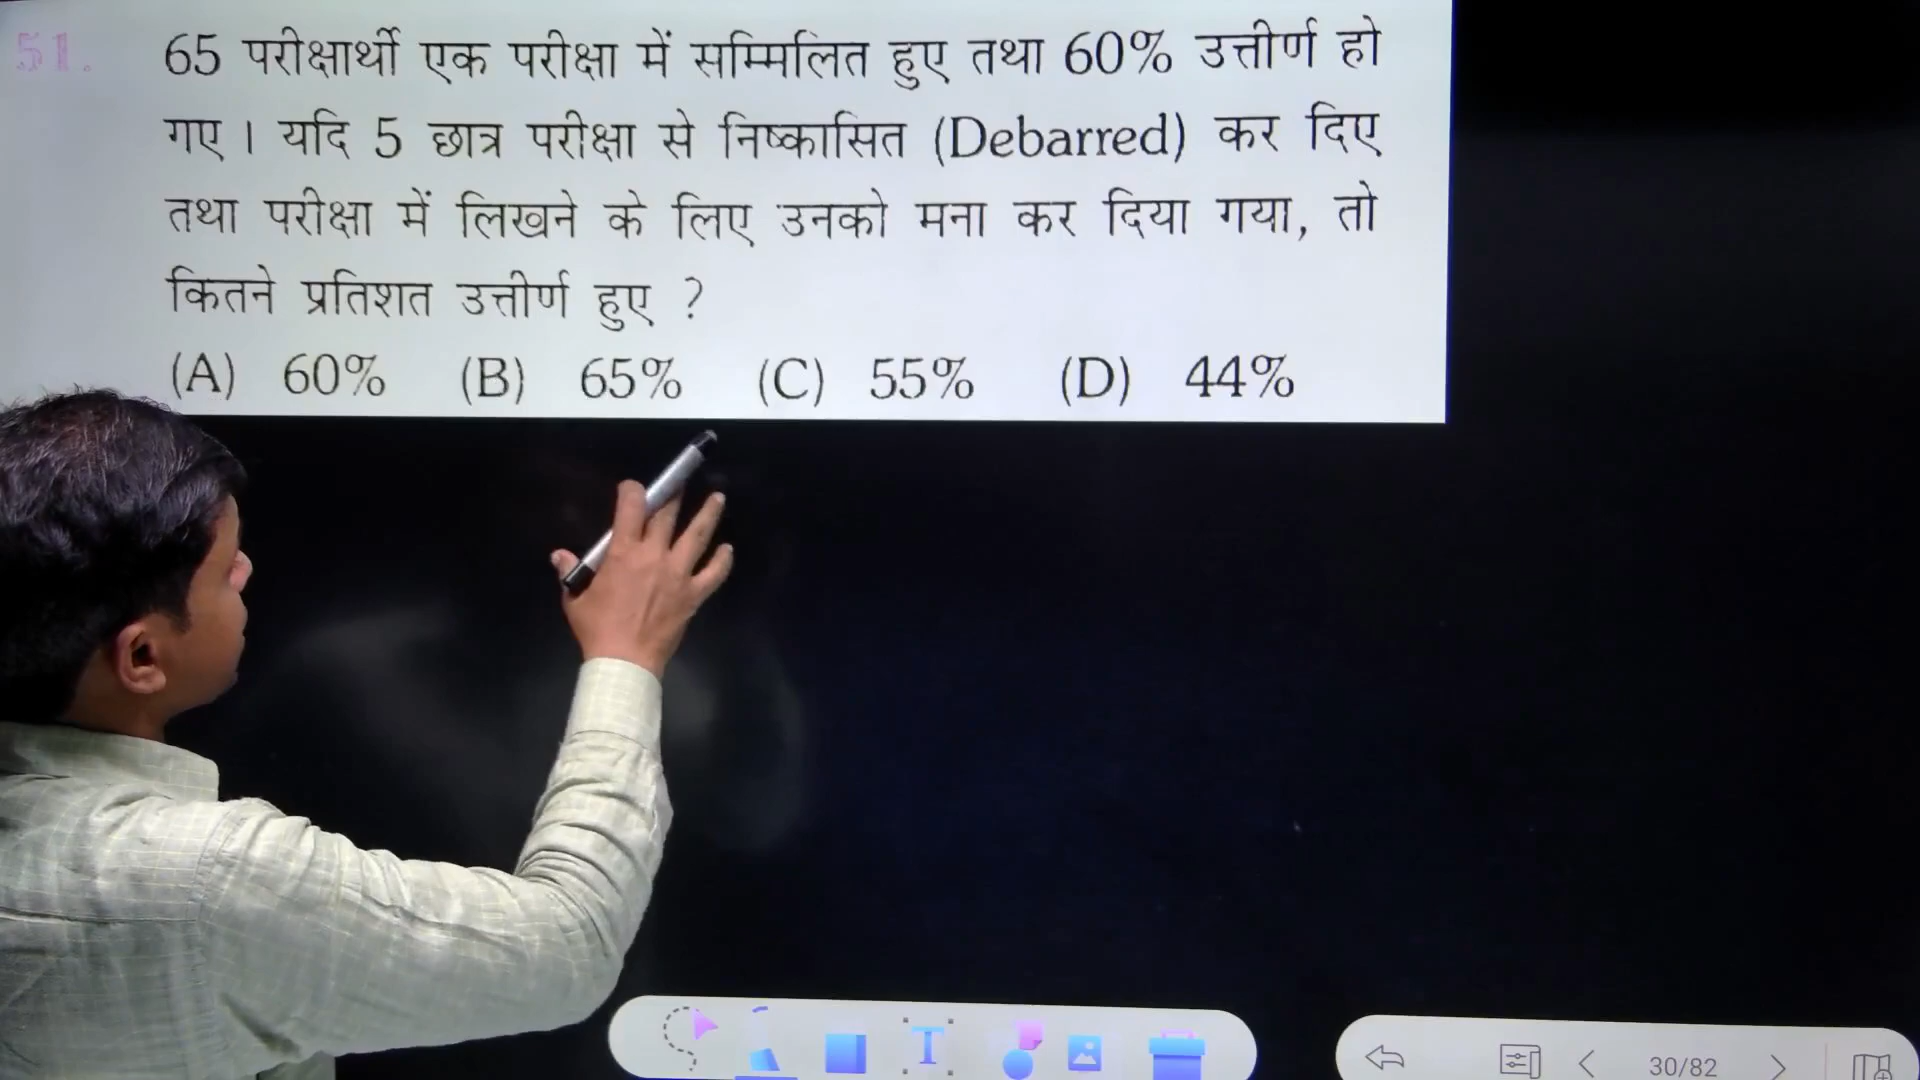 51. 65 परीक्षार्थी एक परीक्षा में सम्मिलित हुए तथा 60% उत्तीर्ण हो
गए। यदि 5 छात्र परीक्षा से निष्कासित (Debarred) कर दिए
तथा परीक्षा में लिखने के लिए उनको मना कर दिया गया, तो
कितने प्रतिशत उत्तीर्ण हुए ?
(A) 60% (B) 65% (C) 55% (D) 44%
T
30/82